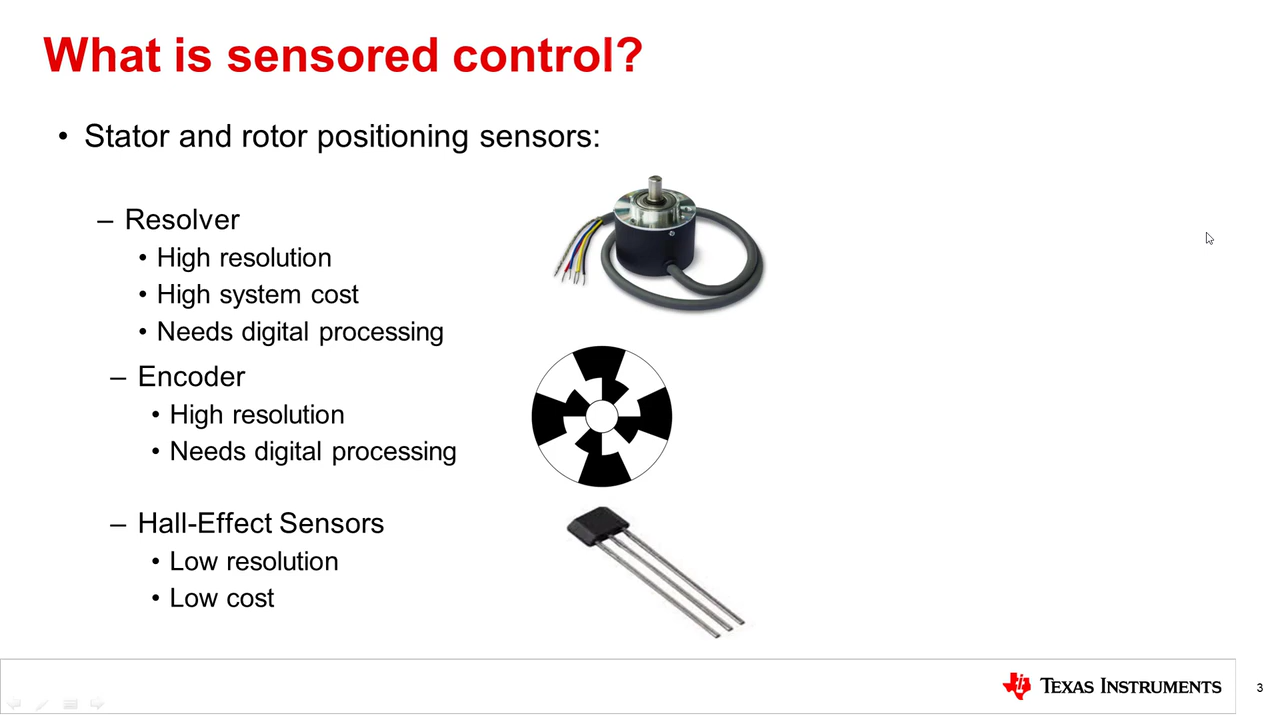 What is sensored control?
• Stator and rotor positioning sensors:
– Resolver
• High resolution
• High system cost
• Needs digital processing
– Encoder
• High resolution
• Needs digital processing
– Hall-Effect Sensors
• Low resolution
• Low cost
TEXAS INSTRUMENTS
3